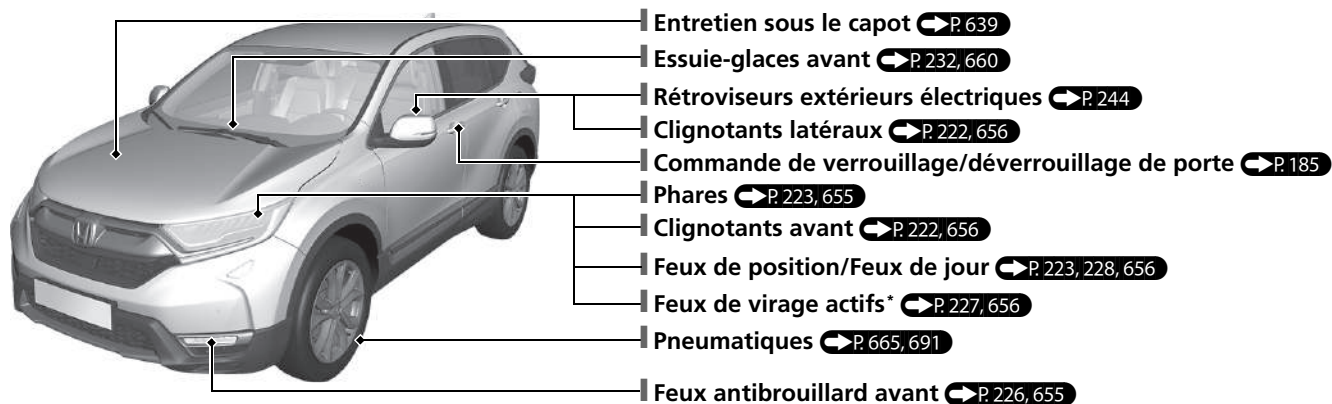 Entretien sous le capot P. 639
Essuie-glaces avant P. 232, 660
Rétroviseurs extérieurs électriques P. 244
Clignotants latéraux P. 222, 656
Commande de verrouillage/déverrouillage de porte P. 185
Phares P. 223, 655
Clignotants avant P. 222, 656
Feux de position/Feux de jour P. 223, 228, 656
Feux de virage actifs* P. 227, 656
Pneumatiques P. 665, 691
Feux antibrouillard avant P. 226, 655